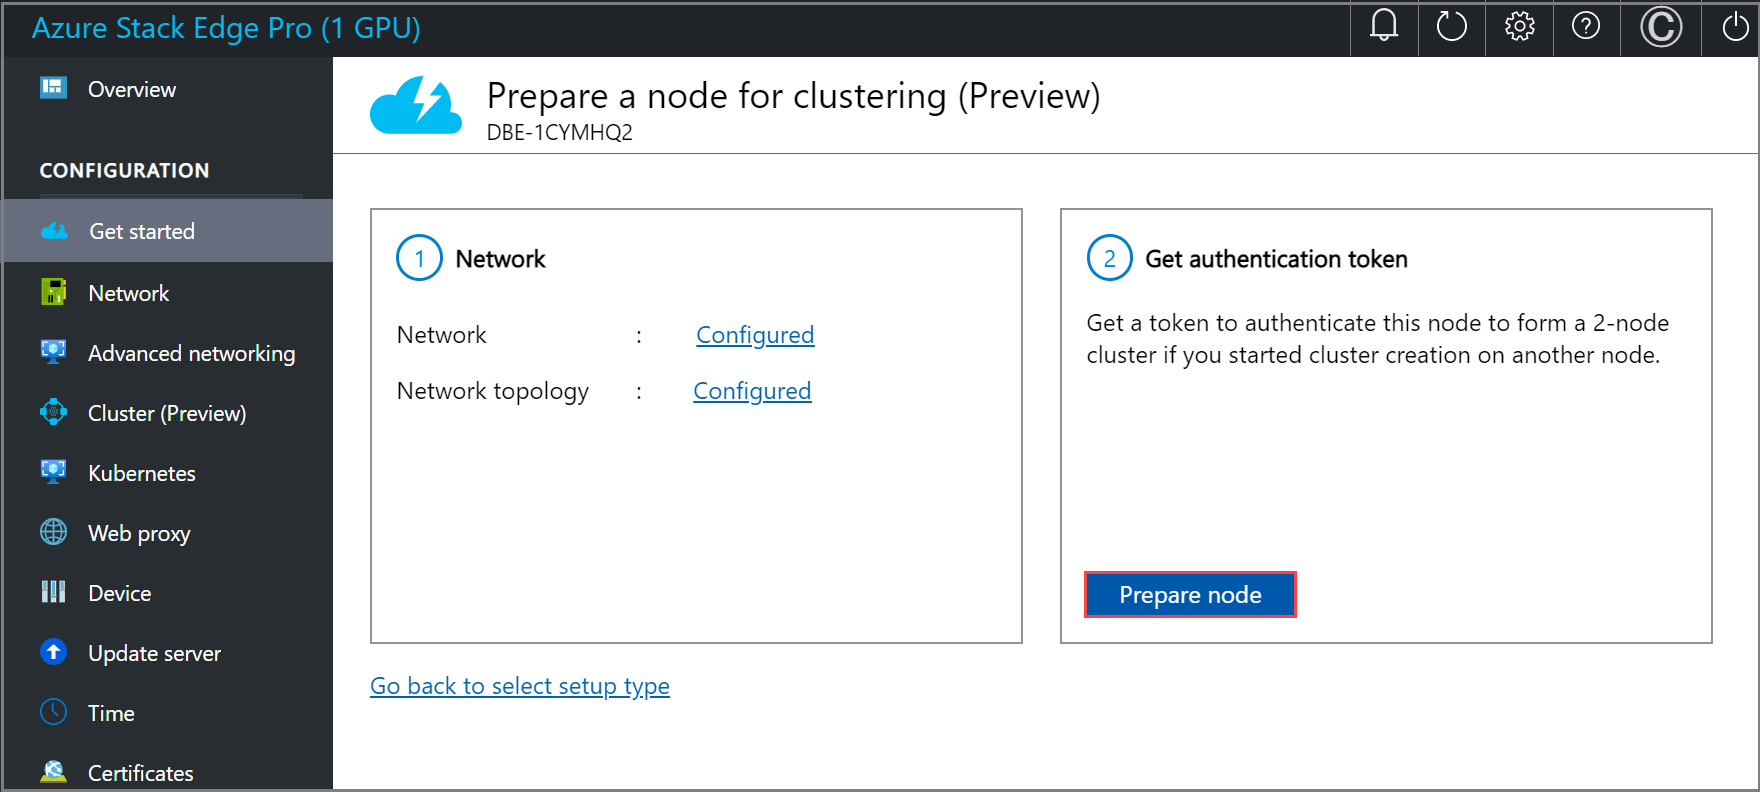 Azure Stack Edge Pro (1 GPU)
Overview
CONFIGURATION
Get started
Network
Advanced networking
Cluster (Preview)
Kubernetes
Web proxy
Device
Update server
Time
Certificates
Prepare a node for clustering (Preview)
DBE-1CYMHQ2
1 Network
Network : Configured
Network topology : Configured
2 Get authentication token
Get a token to authenticate this node to form a 2-node
cluster if you started cluster creation on another node.
Prepare node
Go back to select setup type